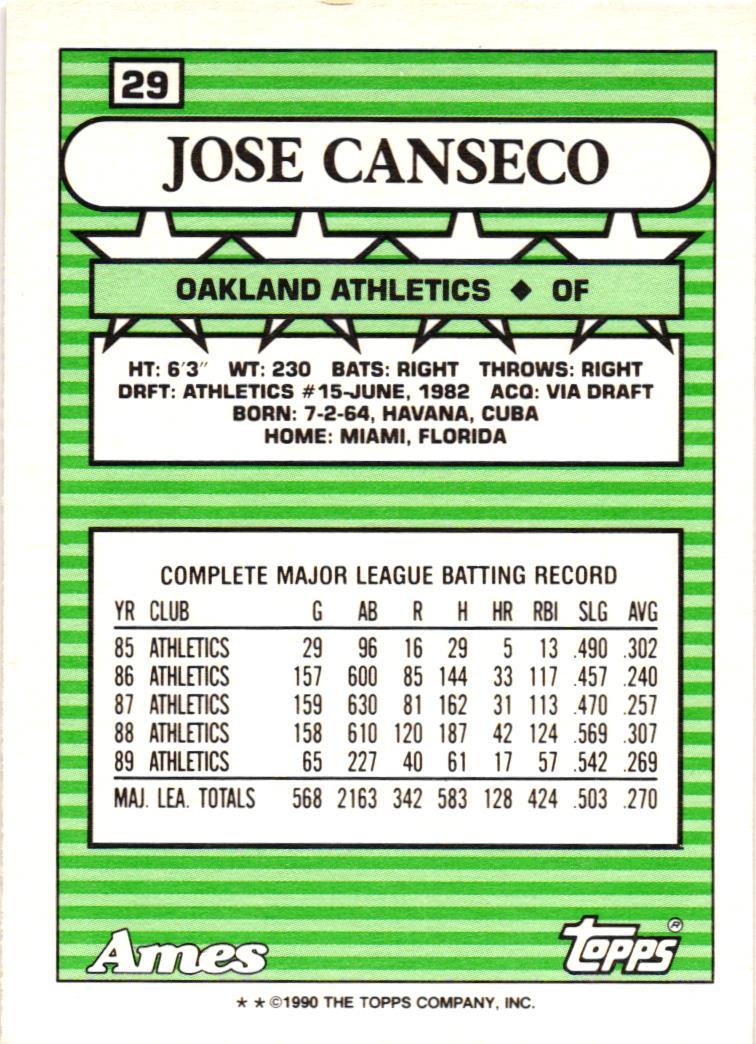 29
JOSE CANSECO
OAKLAND ATHLETICS ◆ OF
HT: 6'3" WT: 230 BATS: RIGHT THROWS: RIGHT
DRFT: ATHLETICS #15-JUNE, 1982 ACQ: VIA DRAFT
BORN: 7-2-64, HAVANA, CUBA
HOME: MIAMI, FLORIDA
COMPLETE MAJOR LEAGUE BATTING RECORD
YR CLUB G AB R H HR RBI SLG AVG
85 ATHLETICS 29 96 16 29 5 13 .490 .302
86 ATHLETICS 157 600 85 144 33 117 .457 .240
87 ATHLETICS 159 630 81 162 31 113 .470 .257
88 ATHLETICS 158 610 120 187 42 124 .569 .307
89 ATHLETICS 65 227 40 61 17 57 .542 .269
MAJ. LEA. TOTALS 568 2163 342 583 128 424 .503 .270
Ames
topps®
★ ★ ©1990 THE TOPPS COMPANY, INC.